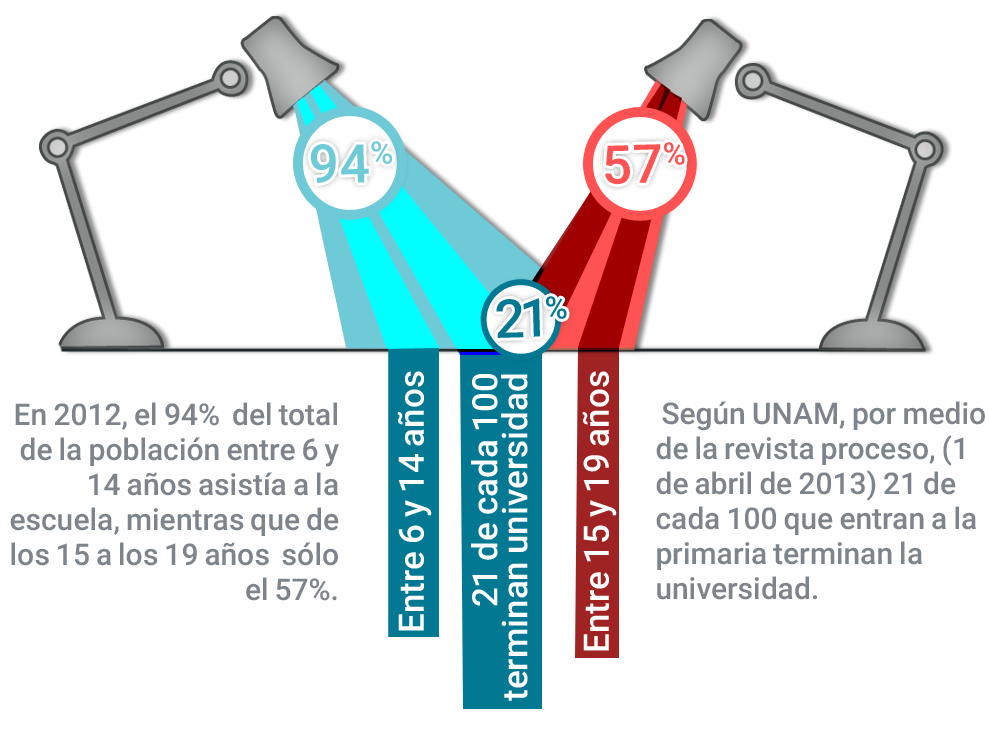 94%
57%
21%
En 2012, el 94% del total
de la población entre 6 y
14 años asistía a la
escuela, mientras que de
los 15 a los 19 años sólo
el 57%.
Entre 6 y 14 años
21 de cada 100
terminan universidad
Entre 15 y 19 años
Según UNAM, por medio
de la revista proceso, (1
de abril de 2013) 21 de
cada 100 que entran a la
primaria terminan la
universidad.